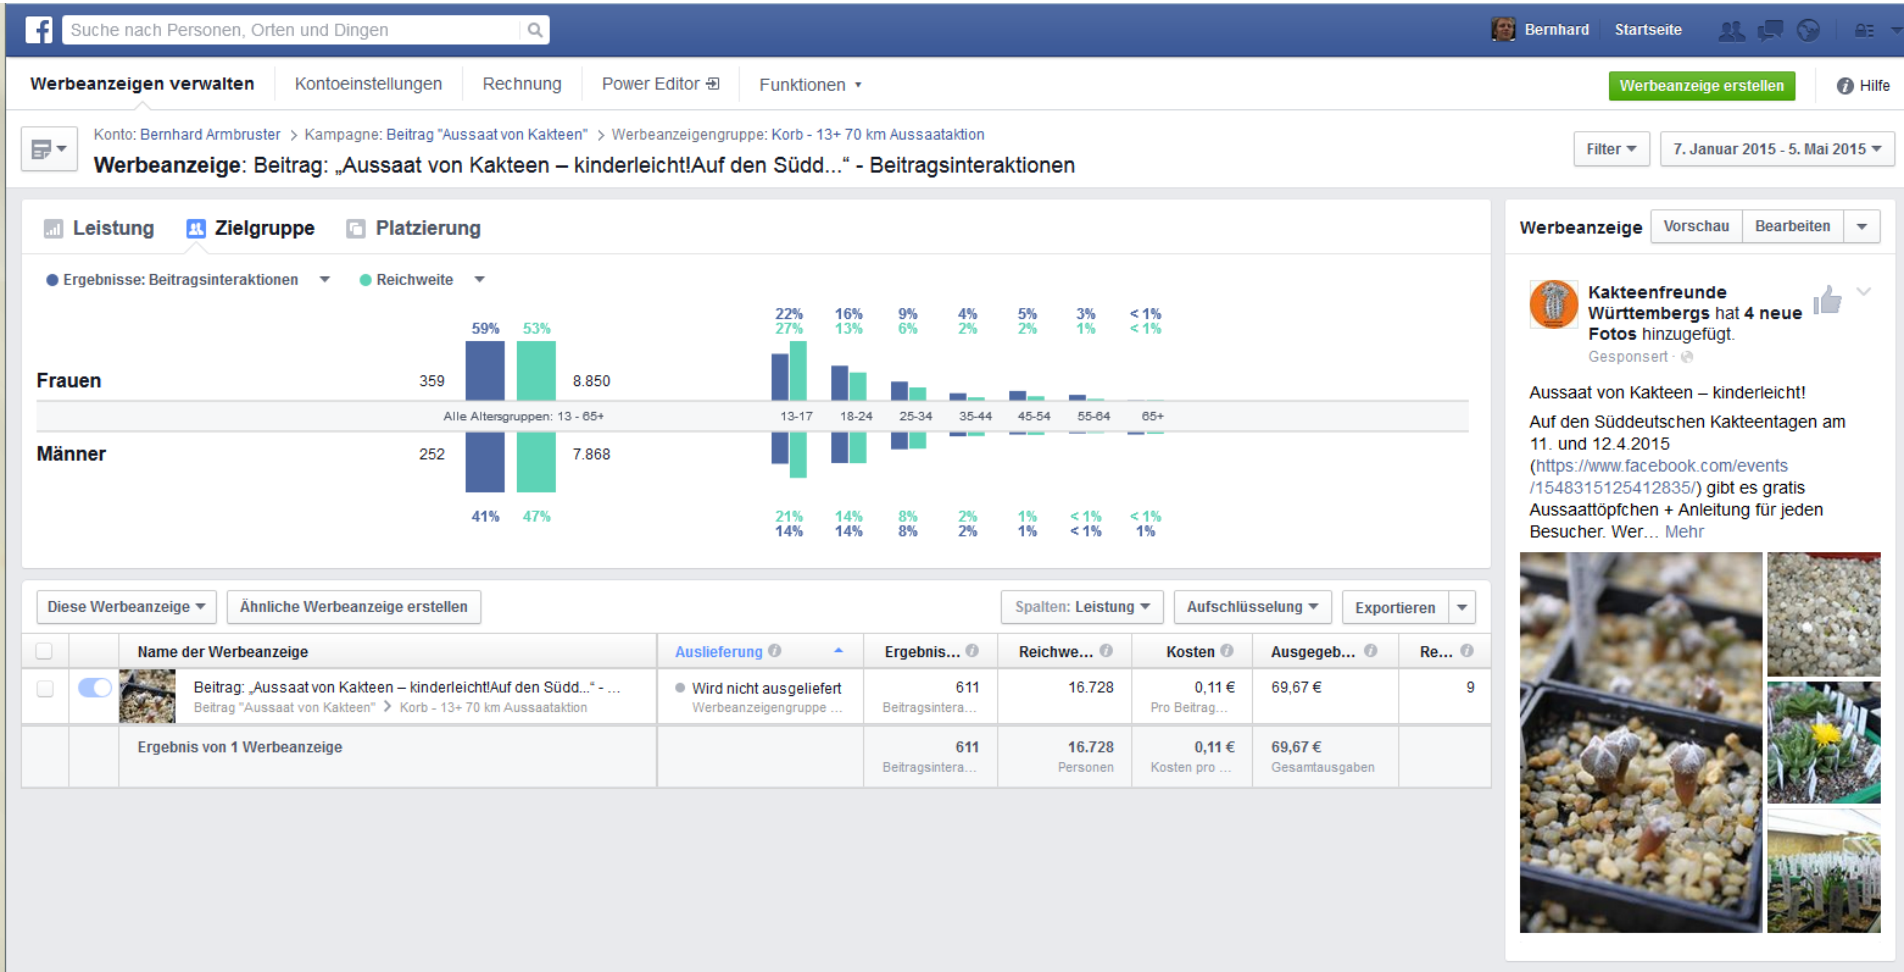 Suche nach Personen, Orten und Dingen
Bernhard Startseite
Werbeanzeigen verwalten Kontoeinstellungen Rechnung Power Editor Funktionen
Werbeanzeige erstellen Hilfe
Konto: Bernhard Armbruster > Kampagne: Beitrag "Aussaat von Kakteen" > Werbeanzeigengruppe: Korb - 13+ 70 km Aussaataktion
Werbeanzeige: Beitrag: „Aussaat von Kakteen – kinderleicht!Auf den Südd..." - Beitragsinteraktionen
Filter 7. Januar 2015 - 5. Mai 2015
Leistung Zielgruppe Platzierung
Ergebnisse: Beitragsinteraktionen Reichweite
22% 16% 9% 4% 5% 3% < 1%
59% 53% 27% 13% 6% 2% 2% 1% < 1%
Frauen 359 8.850
Alle Altersgruppen: 13 - 65+ 13-17 18-24 25-34 35-44 45-54 55-64 65+
Männer 252 7.868
41% 47% 21% 14% 8% 2% 1% < 1% < 1%
14% 14% 8% 2% 1% < 1% 1%
Diese Werbeanzeige Ähnliche Werbeanzeige erstellen Spalten: Leistung Aufschlüsselung Exportieren
Name der Werbeanzeige Auslieferung Ergebnis... Reichwe... Kosten Ausgegeb... Re...
Beitrag: „Aussaat von Kakteen – kinderleicht!Auf den Südd..." - ... Wird nicht ausgeliefert 611 16.728 0,11 € 69,67 € 9
Beitrag "Aussaat von Kakteen" > Korb - 13+ 70 km Aussaataktion Werbeanzeigengruppe ... Beitragsintera... Pro Beitrag...
Ergebnis von 1 Werbeanzeige 611 16.728 0,11 € 69,67 €
Beitragsintera... Personen Kosten pro ... Gesamtausgaben
Werbeanzeige Vorschau Bearbeiten
Kakteenfreunde
Württembergs hat 4 neue
Fotos hinzugefügt.
Gesponsert ·
Aussaat von Kakteen – kinderleicht!
Auf den Süddeutschen Kakteentagen am
11. und 12.4.2015
(https://www.facebook.com/events
/1548315125412835/) gibt es gratis
Aussaattöpfchen + Anleitung für jeden
Besucher. Wer... Mehr